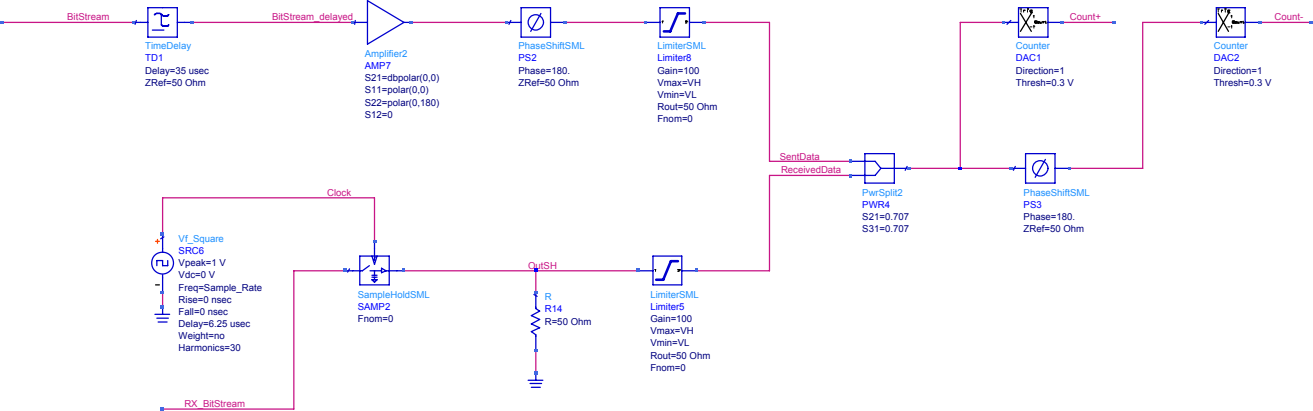 BitStream
BitStream_delayed
Count+
Count-
TimeDelay
TD1
Delay=35 usec
ZRef=50 Ohm
Amplifier2
AMP7
S21=dbpolar(0,0)
S11=polar(0,0)
S22=polar(0,180)
S12=0
PhaseShiftSML
PS2
Phase=180.
ZRef=50 Ohm
LimiterSML
Limiter8
Gain=100
Vmax=VH
Vmin=VL
Rout=50 Ohm
Fnom=0
Counter
DAC1
Direction=1
Thresh=0.3 V
Counter
DAC2
Direction=1
Thresh=0.3 V
SentData
ReceivedData
PwrSplit2
PWR4
S21=0.707
S31=0.707
PhaseShiftSML
PS3
Phase=180.
ZRef=50 Ohm
Clock
Vf_Square
SRC6
Vpeak=1 V
Vdc=0 V
Freq=Sample_Rate
Rise=0 nsec
Fall=0 nsec
Delay=6.25 usec
Weight=no
Harmonics=30
SampleHoldSML
SAMP2
Fnom=0
OutSH
R
R14
R=50 Ohm
LimiterSML
Limiter5
Gain=100
Vmax=VH
Vmin=VL
Rout=50 Ohm
Fnom=0
RX_BitStream